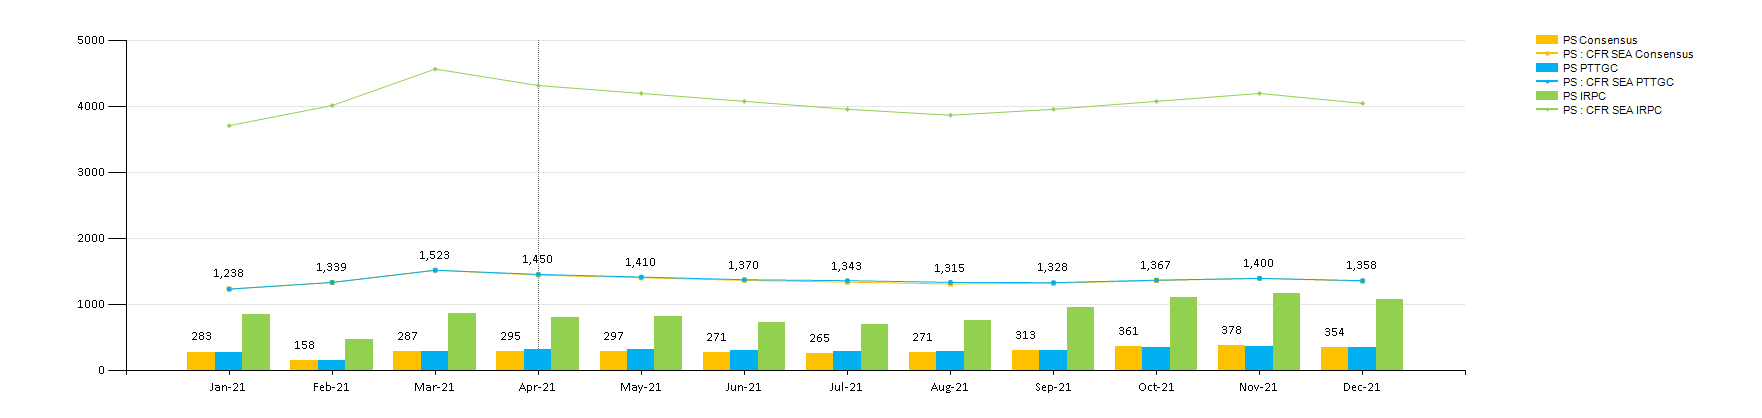 5000
4000
3000
2000
1000
0
1,238
1,339
1,523
1,450
1,410
1,370
1,343
1,315
1,328
1,367
1,400
1,358
283
158
287
295
297
271
265
271
313
361
378
354
Jan-21
Feb-21
Mar-21
Apr-21
May-21
Jun-21
Jul-21
Aug-21
Sep-21
Oct-21
Nov-21
Dec-21
PS Consensus
PS : CFR SEA Consensus
PS PTTGC
PS : CFR SEA PTTGC
PS IRPC
PS : CFR SEA IRPC